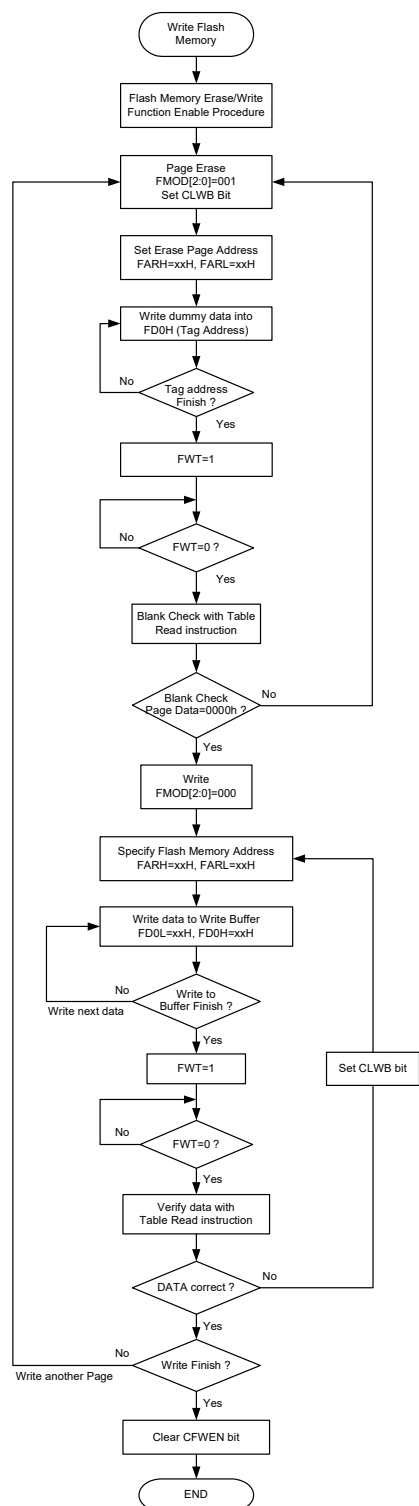 Write Flash
Memory
Flash Memory Erase/Write
Function Enable Procedure
Page Erase
FMOD[2:0]=001
Set CLWB Bit
Set Erase Page Address
FARH=xxH, FARL=xxH
Write dummy data into
FD0H (Tag Address)
No
Tag address
Finish ?
Yes
FWT=1
No
FWT=0 ?
Yes
Blank Check with Table
Read instruction
Blank Check
Page Data=0000h ?
No
Yes
Write
FMOD[2:0]=000
Specify Flash Memory Address
FARH=xxH, FARL=xxH
Write data to Write Buffer
FD0L=xxH, FD0H=xxH
No
Write next data
Write to
Buffer Finish ?
Yes
FWT=1
Set CLWB bit
No
FWT=0 ?
Yes
Verify data with
Table Read instruction
DATA correct ?
No
Yes
No
Write another Page
Write Finish ?
Yes
Clear CFWEN bit
END